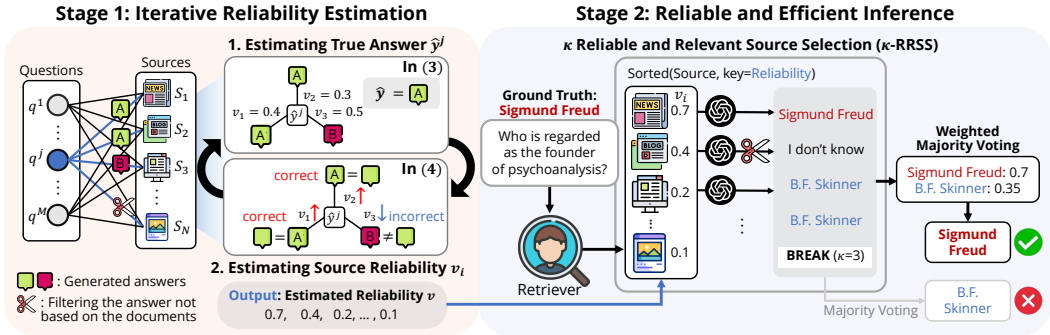 Stage 1: Iterative Reliability Estimation
Questions
Sources
q¹
⋮
qʲ
⋮
qᴹ
A
A
B
S₁
S₂
S₃
⋮
S_N
NEWS
BLOG
: Generated answers
: Filtering the answer not
based on the documents
1. Estimating True Answer ŷʲ
In (3)
A
v₂ = 0.3
v₁ = 0.4
ŷʲ
v₃ = 0.5
A
B
ŷ = A
In (4)
correct
A =
v₂
correct
v₁
ŷʲ
v₃
incorrect
= A
B ≠
2. Estimating Source Reliability vᵢ
Output: Estimated Reliability v
0.7, 0.4, 0.2, ... , 0.1
Stage 2: Reliable and Efficient Inference
κ Reliable and Relevant Source Selection (κ-RRSS)
Ground Truth:
Sigmund Freud
Who is regarded
as the founder
of psychoanalysis?
Retriever
Sorted(Source, key=Reliability)
vᵢ
NEWS
0.7
BLOG
0.4
0.2
⋮
0.1
Sigmund Freud
I don't know
B.F. Skinner
⋮
B.F. Skinner
BREAK (κ=3)
Weighted
Majority Voting
Sigmund Freud: 0.7
B.F. Skinner: 0.35
Sigmund
Freud
Majority Voting
B.F.
Skinner